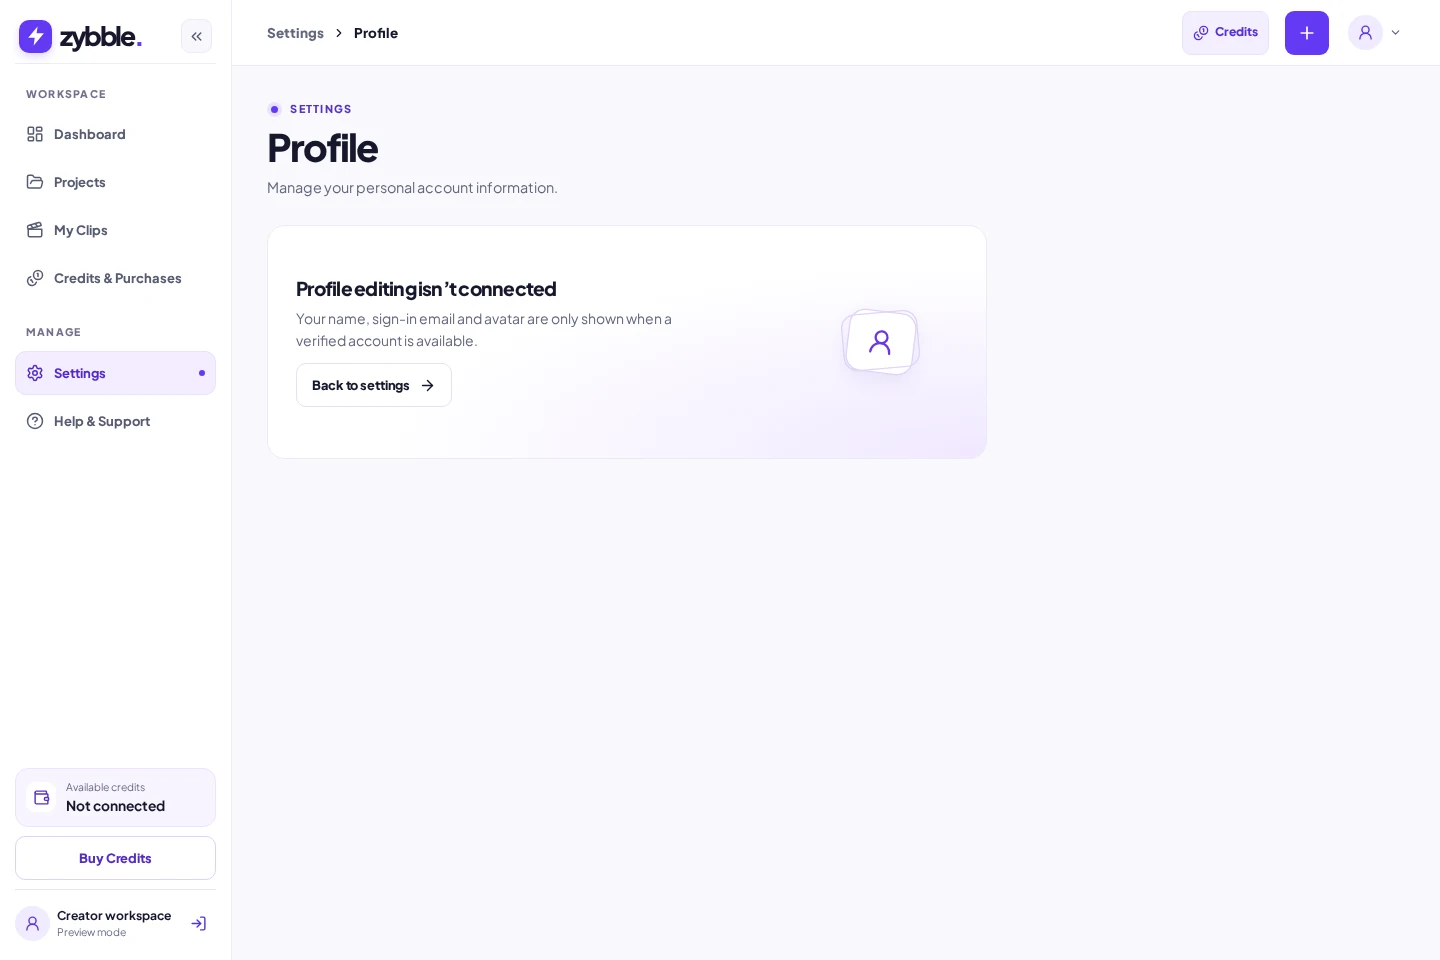 zybble.
Settings > Profile
Credits
WORKSPACE
Dashboard
Projects
My Clips
Credits & Purchases
MANAGE
Settings
Help & Support
SETTINGS
Profile
Manage your personal account information.
Profile editing isn’t connected
Your name, sign-in email and avatar are only shown when a
verified account is available.
Back to settings
Available credits
Not connected
Buy Credits
Creator workspace
Preview mode